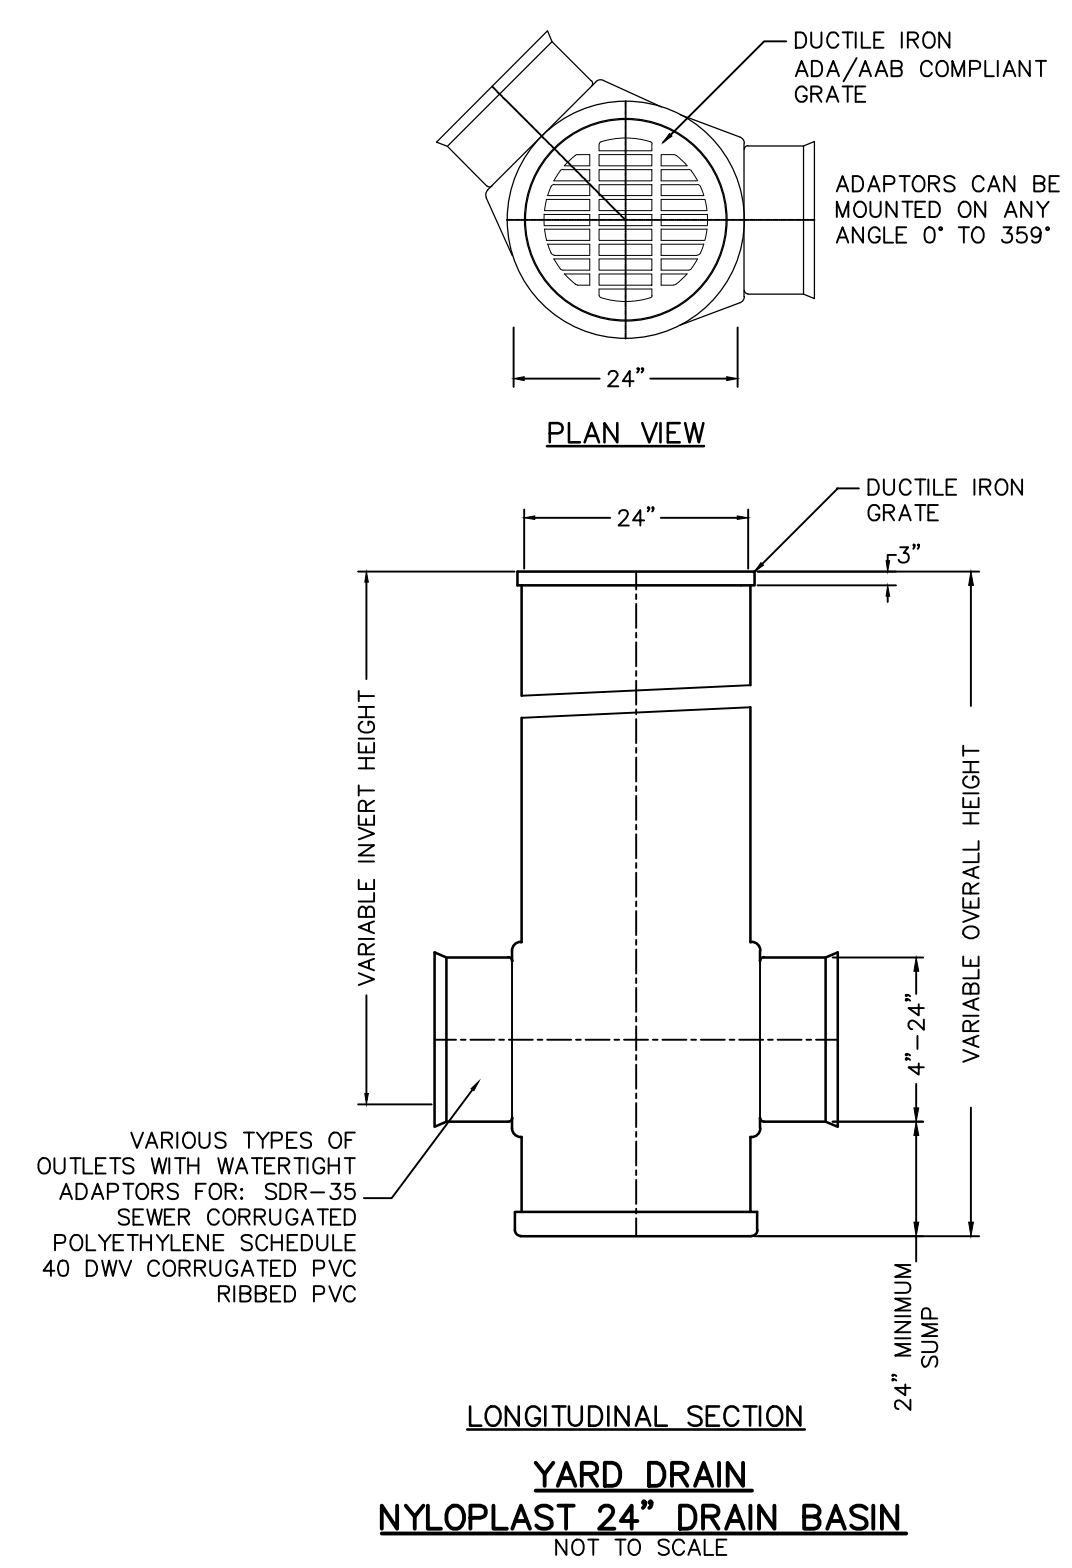 DUCTILE IRON
ADA/AAB COMPLIANT
GRATE
ADAPTORS CAN BE
MOUNTED ON ANY
ANGLE 0° TO 359°
24"
PLAN VIEW
DUCTILE IRON
GRATE
24"
3"
VARIABLE INVERT HEIGHT
VARIABLE OVERALL HEIGHT
4"-24"
VARIOUS TYPES OF
OUTLETS WITH WATERTIGHT
ADAPTORS FOR: SDR-35
SEWER CORRUGATED
POLYETHYLENE SCHEDULE
40 DWV CORRUGATED PVC
RIBBED PVC
24" MINIMUM
SUMP
LONGITUDINAL SECTION
YARD DRAIN
NYLOPLAST 24" DRAIN BASIN
NOT TO SCALE